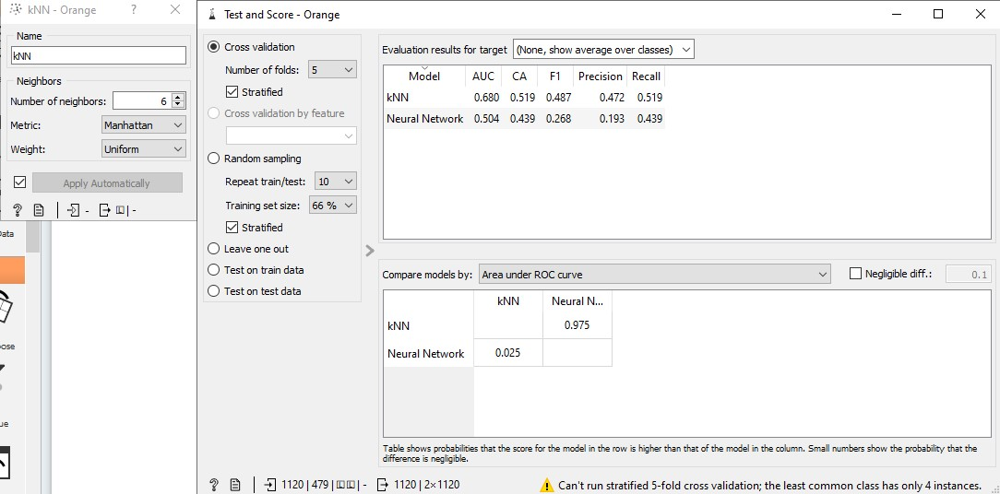 kNN - Orange ?
Name
kNN
Neighbors
Number of neighbors: 6
Metric: Manhattan
Weight: Uniform
Apply Automatically
? | - | -
Data
Test and Score - Orange
Cross validation
Number of folds: 5
Stratified
Cross validation by feature
Random sampling
Repeat train/test: 10
Training set size: 66 %
Stratified
Leave one out
Test on train data
Test on test data
Evaluation results for target (None, show average over classes)
Model AUC CA F1 Precision Recall
kNN 0.680 0.519 0.487 0.472 0.519
Neural Network 0.504 0.439 0.268 0.193 0.439
Compare models by: Area under ROC curve Negligible diff.: 0.1
kNN Neural N...
kNN 0.975
Neural Network 0.025
Table shows probabilities that the score for the model in the row is higher than that of the model in the column. Small numbers show the probability that the
difference is negligible.
? 1120 | 479 | - 1120 | 2×1120 Can't run stratified 5-fold cross validation; the least common class has only 4 instances.